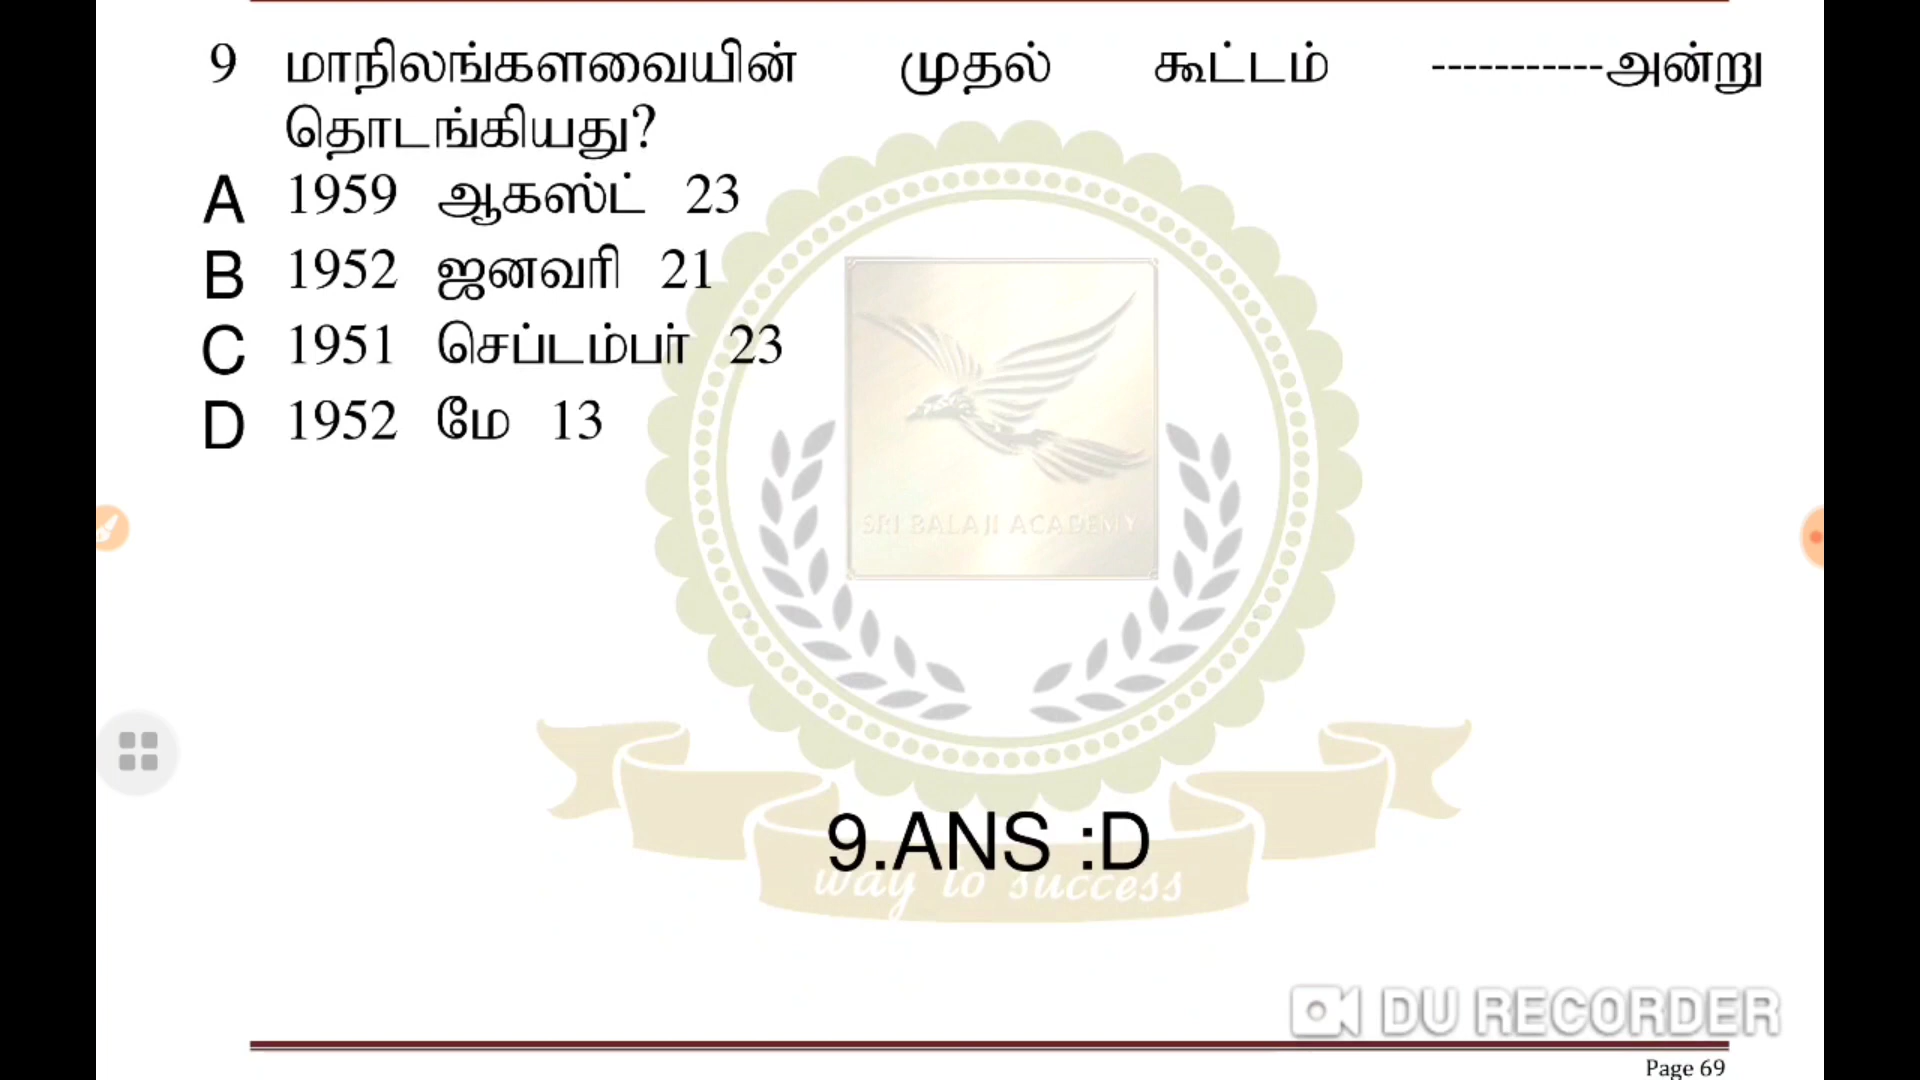 9 மாநிலங்களவையின் முதல் கூட்டம் -----------அன்று
தொடங்கியது?
A 1959 ஆகஸ்ட் 23
B 1952 ஜனவரி 21
C 1951 செப்டம்பர் 23
D 1952 மே 13
SRI BALAJI ACADEMY
9.ANS :D
way to success
DU RECORDER
Page 69